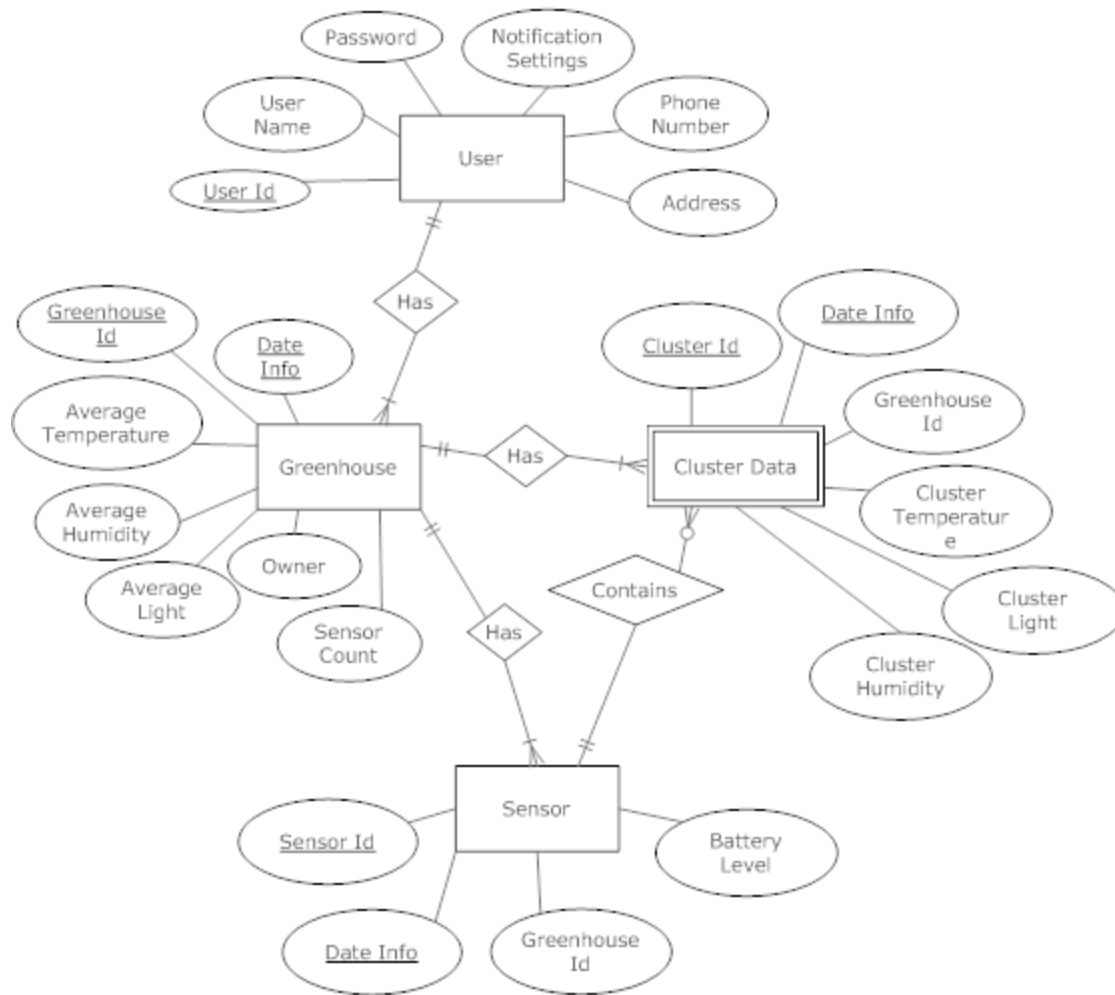 Password
Notification
Settings
User
Name
Phone
Number
User
User Id
Address
Has
Greenhouse
Id
Date
Info
Cluster Id
Date Info
Average
Temperature
Greenhouse
Id
Greenhouse
Has
Cluster Data
Average
Humidity
Cluster
Temperatur
e
Owner
Average
Light
Contains
Cluster
Light
Sensor
Count
Has
Cluster
Humidity
Sensor
Sensor Id
Battery
Level
Date Info
Greenhouse
Id